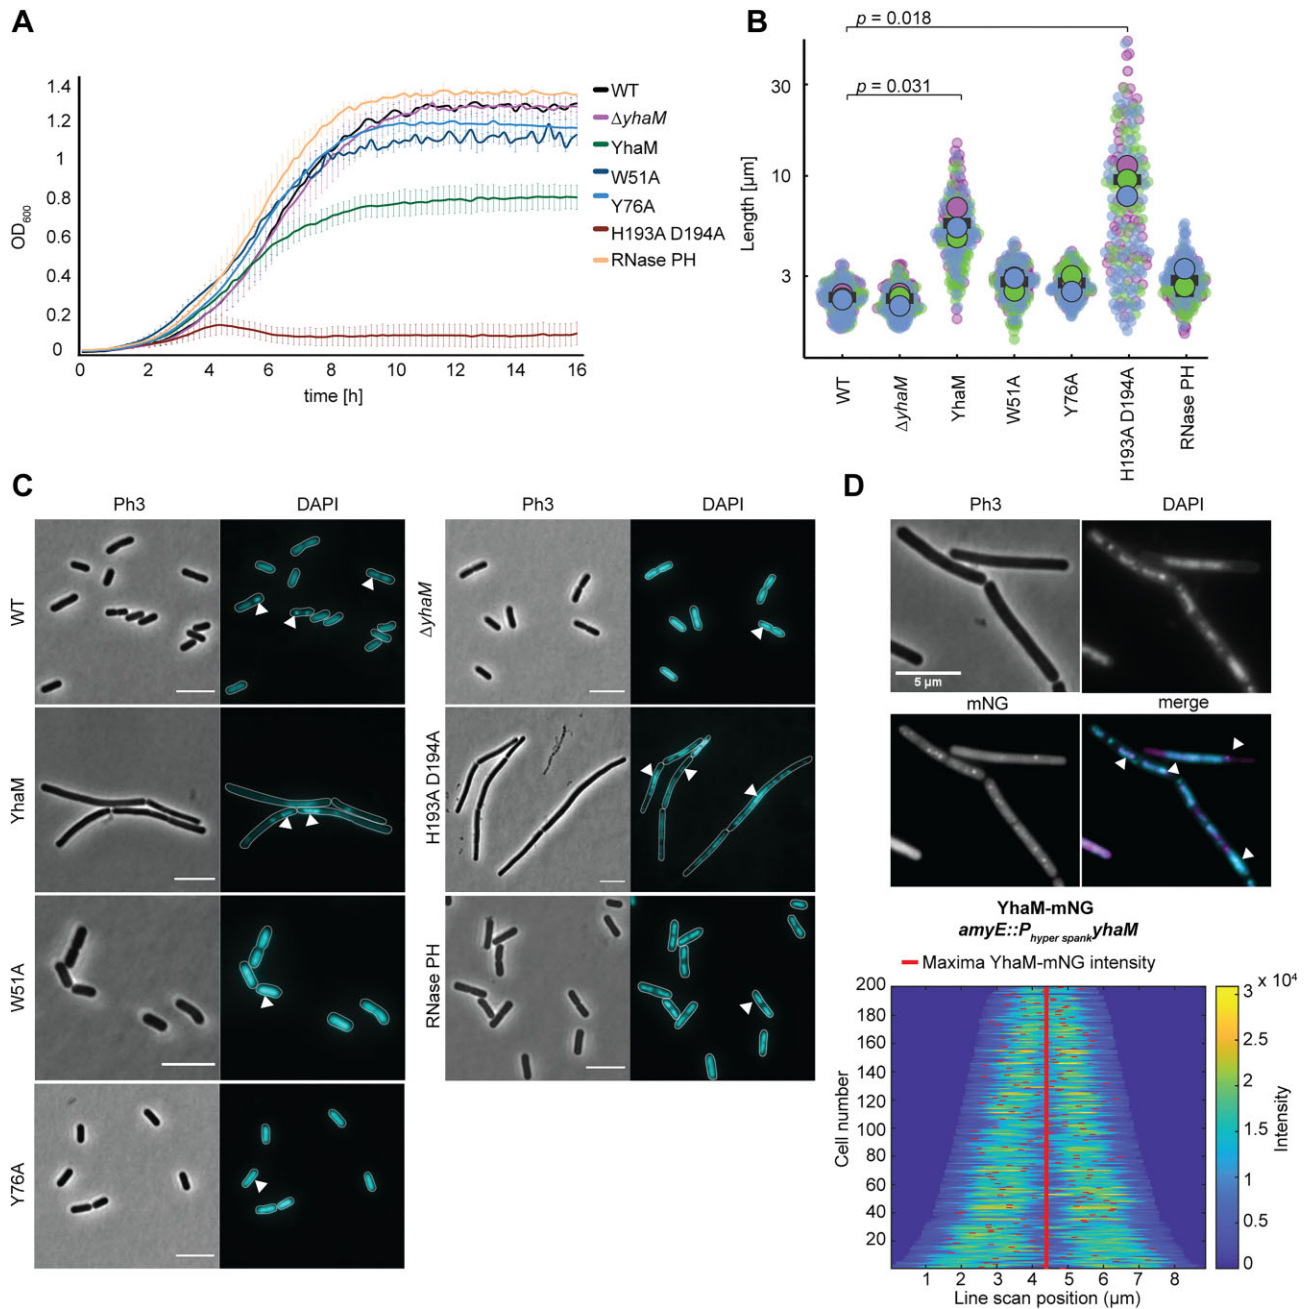 A
1.4
1.2
1
0.8
0.6
0.4
0.2
0
OD600
0 2 4 6 8 10 12 14 16
time [h]
WT
ΔyhaM
YhaM
W51A
Y76A
H193A D194A
RNase PH
B
p = 0.018
p = 0.031
30
10
3
Length [µm]
WT
ΔyhaM
YhaM
W51A
Y76A
H193A D194A
RNase PH
C
Ph3 DAPI
WT
YhaM
W51A
Y76A
Ph3 DAPI
ΔyhaM
H193A D194A
RNase PH
D
Ph3 DAPI
5 µm
mNG merge
YhaM-mNG
amyE::Phyper spankyhaM
Maxima YhaM-mNG intensity
200
180
160
140
120
100
80
60
40
20
Cell number
1 2 3 4 5 6 7 8
Line scan position (µm)
3 x 10⁴
2.5
2
1.5
1
0.5
0
Intensity